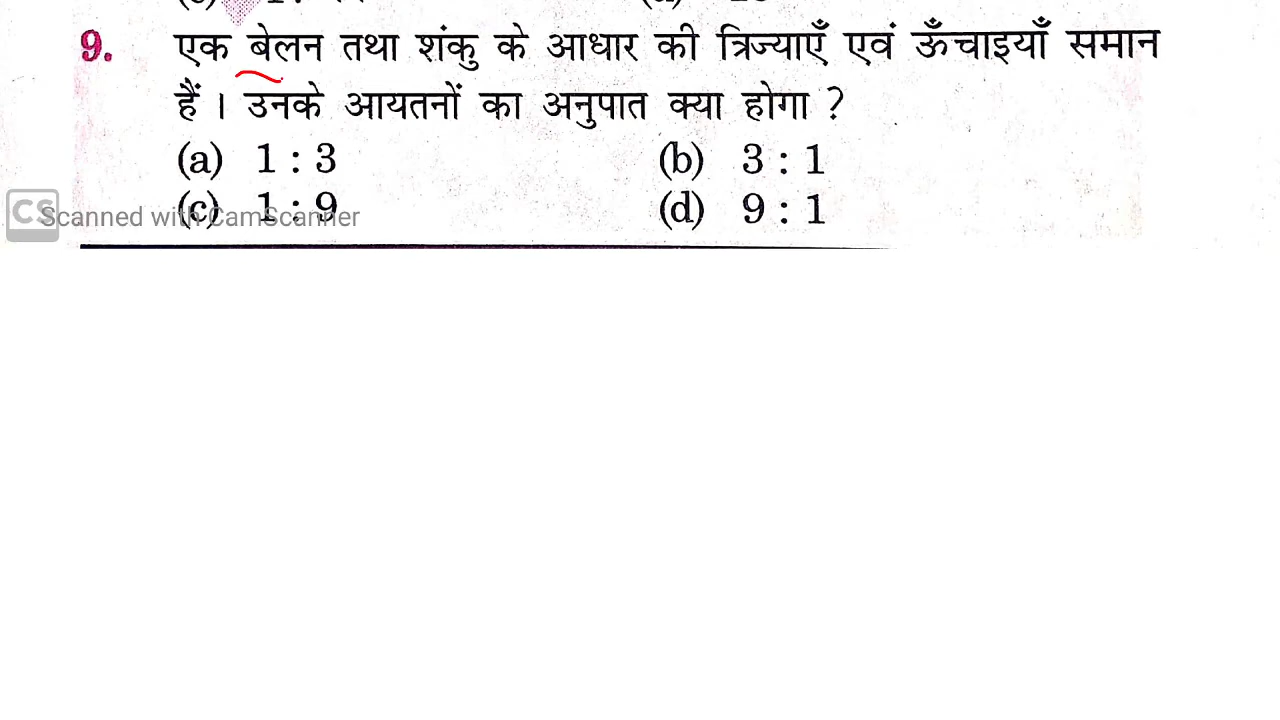 9. एक बेलन तथा शंकु के आधार की त्रिज्याएँ एवं ऊँचाइयाँ समान
हैं। उनके आयतनों का अनुपात क्या होगा ?
(a) 1 : 3 (b) 3 : 1
(c) 1 : 9 (d) 9 : 1
CS Scanned with CamScanner